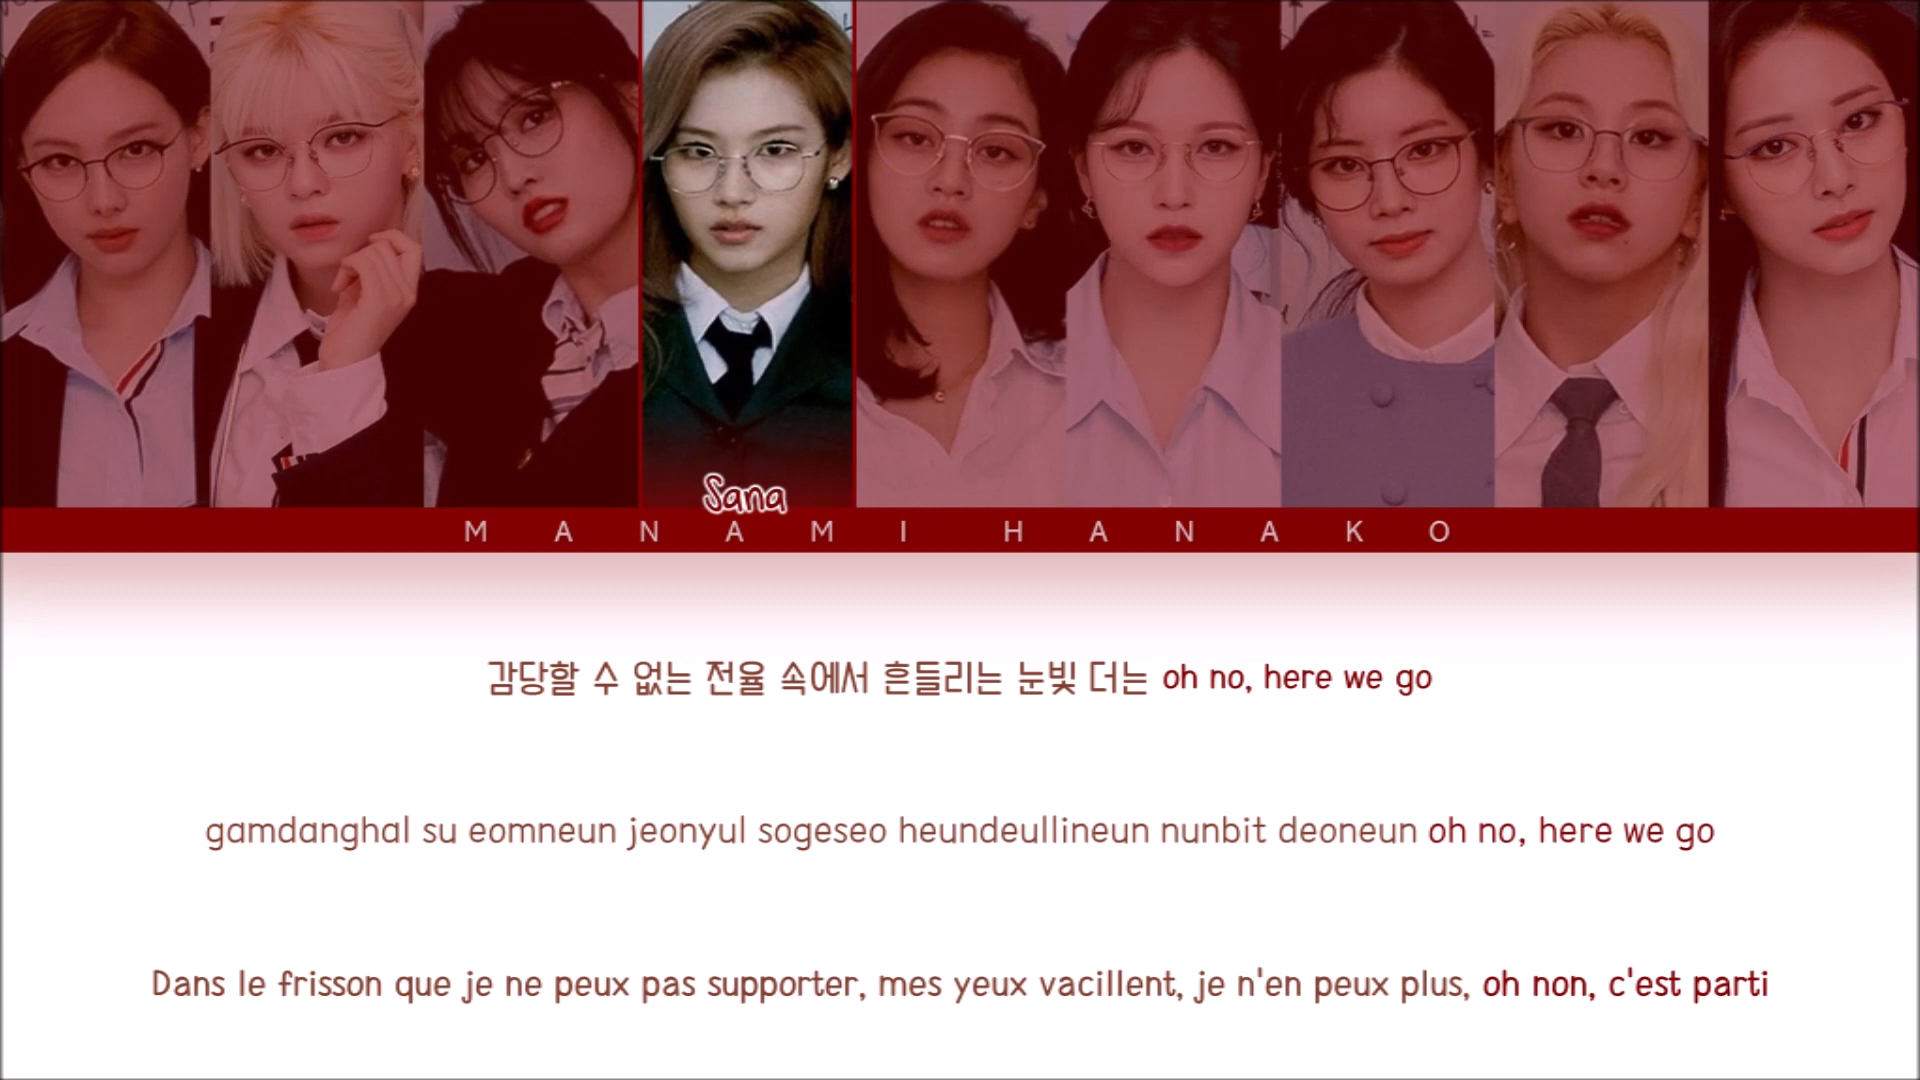 Sana
MANAMI HANAKO
감당할 수 없는 전율 속에서 흔들리는 눈빛 더는 oh no, here we go
gamdanghal su eomneun jeonyul sogeseo heundeullineun nunbit deoneun oh no, here we go
Dans le frisson que je ne peux pas supporter, mes yeux vacillent, je n'en peux plus, oh non, c'est parti